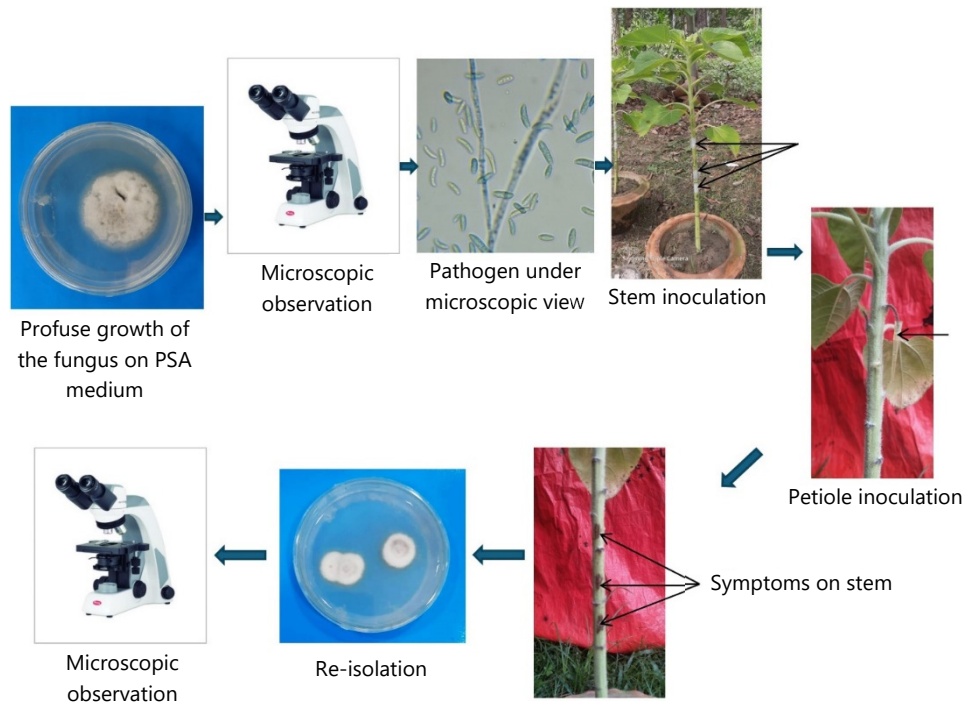 Microscopic
observation
Pathogen under
microscopic view
Stem inoculation
Profuse growth of
the fungus on PSA
medium
Petiole inoculation
Symptoms on stem
Microscopic
observation
Re-isolation